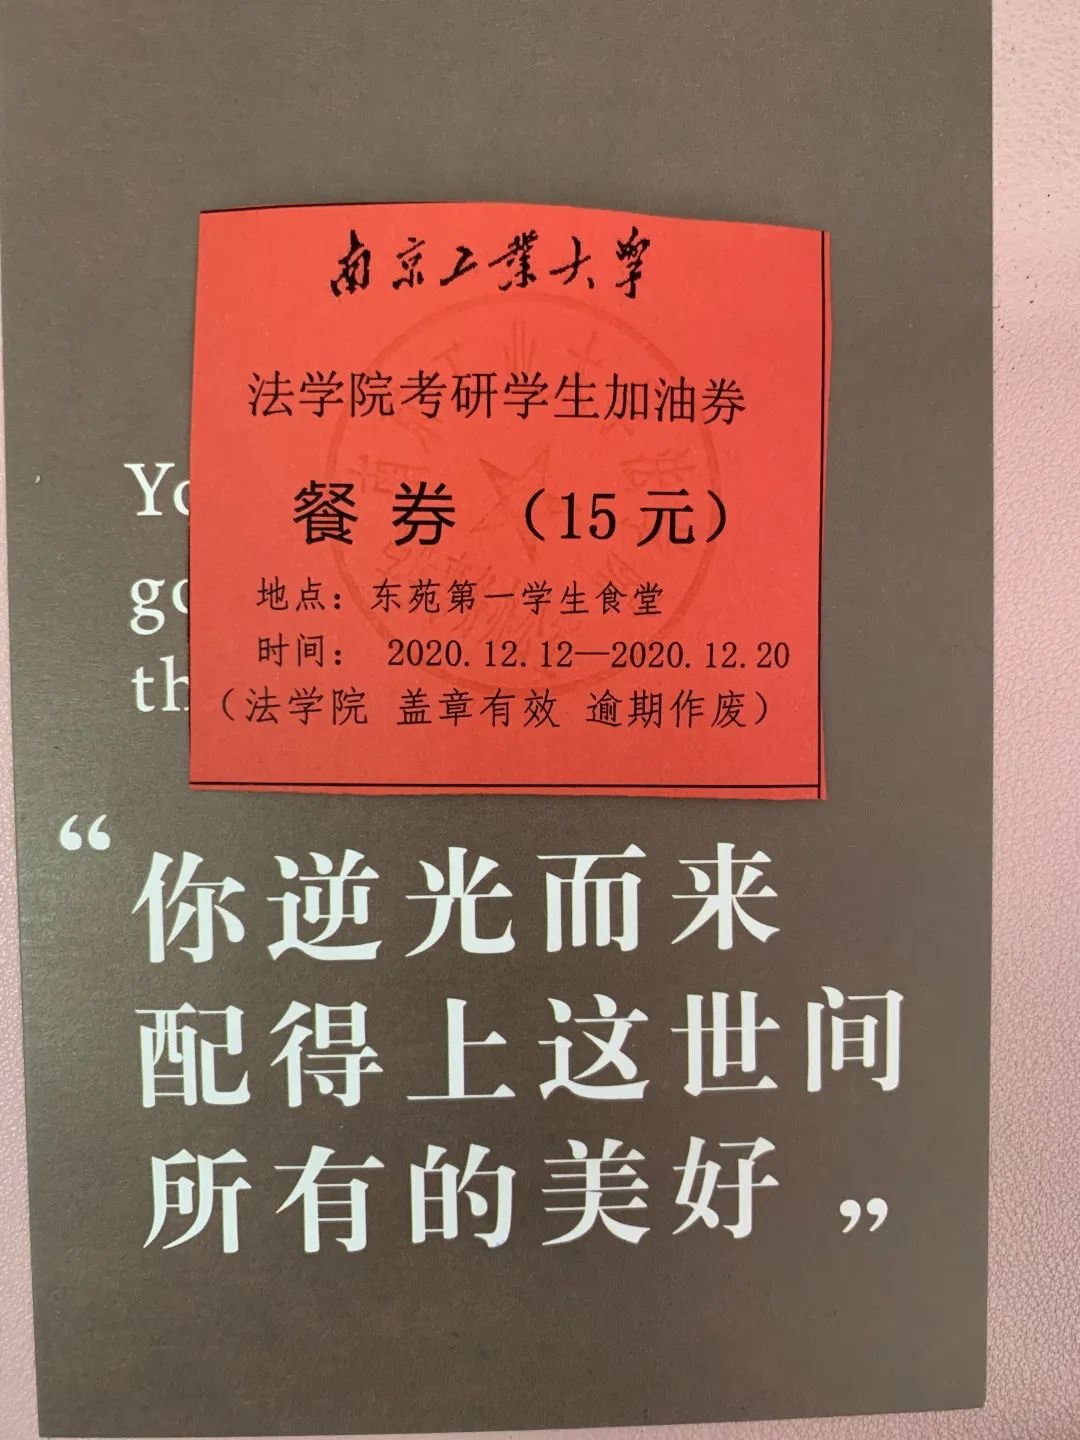 南京工業大學
法学院考研学生加油券
餐 券 （15 元）
地点：东苑第一学生食堂
时间： 2020.12.12—2020.12.20
（法学院 盖章有效 逾期作废）
“你逆光而来
配得上这世间
所有的美好”